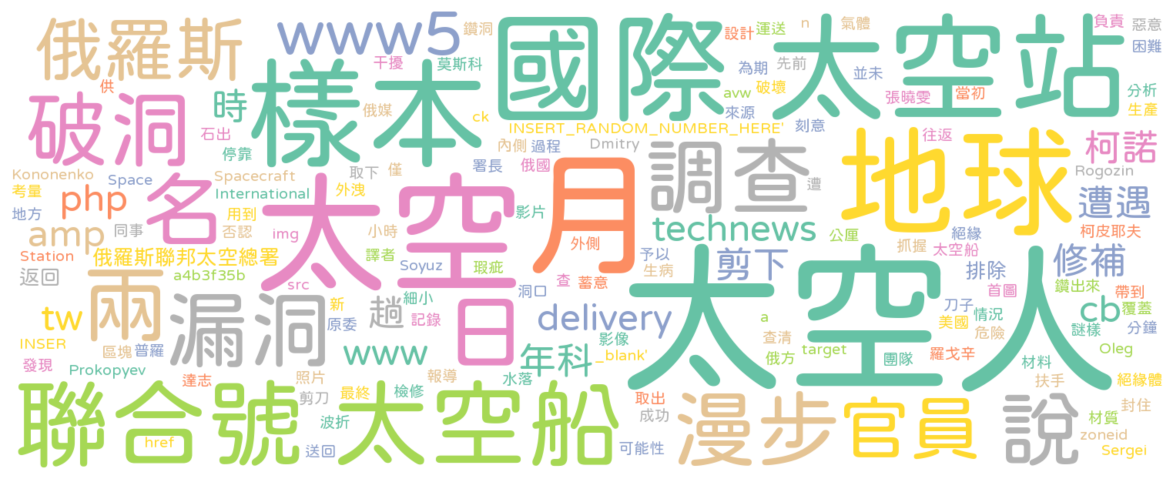 俄羅斯
www5
鑽洞
干擾
莫斯科
國際太空站
設計
運送
n
氣體
負責
惡意
困難
供
破洞
時
樣本
俄媒
ck
為期
先前
並未
avw
破壞
張曉雯
當初
分析
來源
生產
石出
停靠
INSERT_RANDOM_NUMBER_HERE'
刻意
內側
過程
Dmitry
往返
柯諾
Kononenko
Space
Spacecraft
取下
僅
署長
俄國
調查
遭
地球
Rogozin
考量
php
名
International
外洩
月
遭遇
地方
同事
用到
否認
太空
影片
technews
公厘
絕緣
柯皮耶夫
amp
img
小時
外側
抓握
太空船
Station
俄羅斯聯邦太空總署
譯者
Soyuz
瑕疵
予以
剪下
排除
修補
返回
a4b3f35b
src
查
蓄意
生病
首圖
鑽出來
帶到
兩
漏洞
趟
新
細小
日
洞口
太空人
刀子
情況
cb
覆蓋
tw
原委
記錄
delivery
影像
a
美國
謎樣
分鐘
INSER
區塊
普羅
www
年科
_blank'
查清
危險
發現
Prokopyev
俄方
target
團隊
羅戈辛
Oleg
達志
照片
報導
水落
材料
扶手
絕緣體
聯合號
太空船
剪刀
最終
檢修
取出
成功
漫步
官員
說
材質
封住
href
波折
送回
可能性
zoneid
Sergei